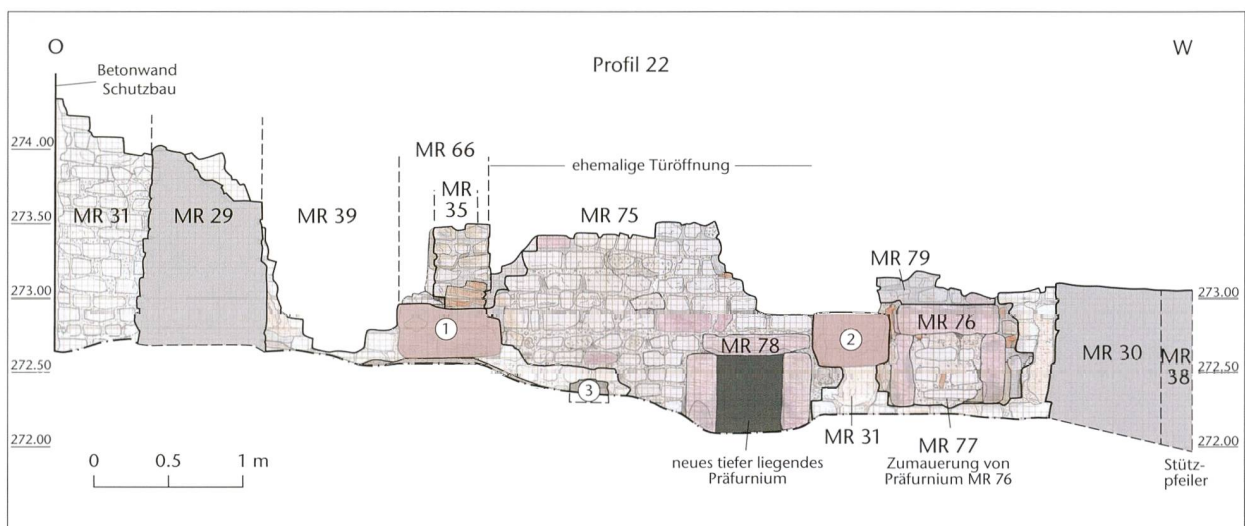 O
W
Profil 22
Betonwand
Schutzbau
274.00
MR 66
ehemalige Türöffnung
MR
35
MR 31
MR 29
MR 39
MR 75
273.50
MR 79
273.00
273.00
1
2
MR 76
MR 78
MR 30
MR
38
272.50
272.50
3
272.00
MR 31
MR 77
272.00
0 0.5 1 m
neues tiefer liegendes
Präfurnium
Zumauerung von
Präfurnium MR 76
Stütz-
pfeiler